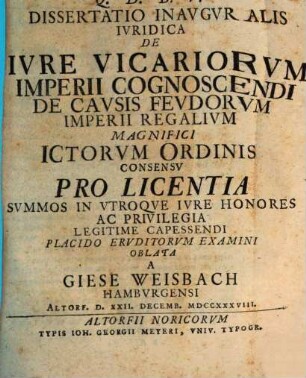 Q. D. B. V.
DISSERTATIO INAVGVRALIS
IVRIDICA
DE
IVRE VICARIORVM
IMPERII COGNOSCENDI
DE CAVSIS FEVDORVM
IMPERII REGALIVM
MAGNIFICI
ICTORVM ORDINIS
CONSENSV
PRO LICENTIA
SVMMOS IN VTROQVE IVRE HONORES
AC PRIVILEGIA
LEGITIME CAPESSENDI
PLACIDO ERVDITORVM EXAMINI
OBLATA
A
GIESE WEISBACH
HAMBVRGENSI
ALTORF. D. XXII. DECEMR. MDCCXXXVIII.
ALTORFII NORICORVM
TYPIS IOH. GEORGII MEYERI, VNIV. TYPOGR.